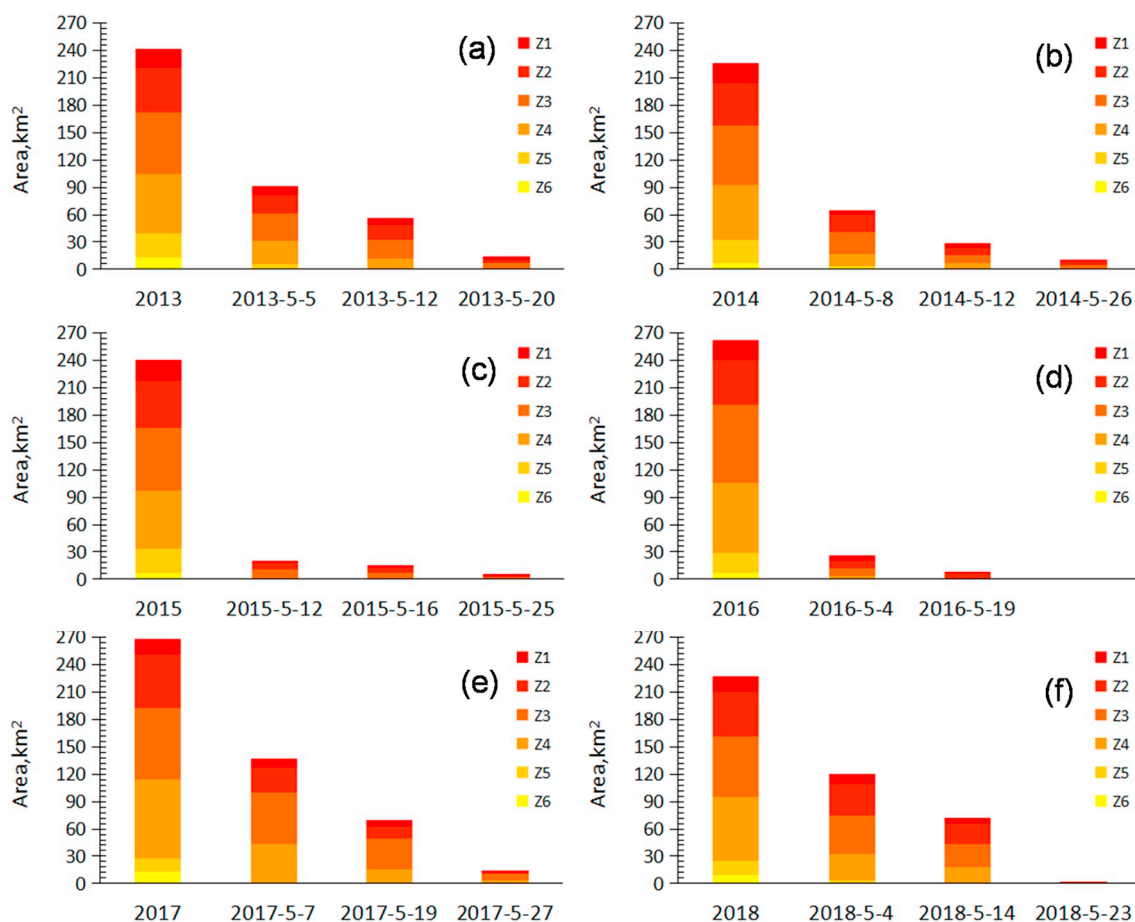 270
240
210
180
150
120
90
60
30
0
Area,km²
(a)
Z1
Z2
Z3
Z4
Z5
Z6
2013 2013-5-5 2013-5-12 2013-5-20
270
240
210
180
150
120
90
60
30
0
Area,km²
(b)
Z1
Z2
Z3
Z4
Z5
Z6
2014 2014-5-8 2014-5-12 2014-5-26
270
240
210
180
150
120
90
60
30
0
Area,km²
(c)
Z1
Z2
Z3
Z4
Z5
Z6
2015 2015-5-12 2015-5-16 2015-5-25
270
240
210
180
150
120
90
60
30
0
Area,km²
(d)
Z1
Z2
Z3
Z4
Z5
Z6
2016 2016-5-4 2016-5-19
270
240
210
180
150
120
90
60
30
0
Area,km²
(e)
Z1
Z2
Z3
Z4
Z5
Z6
2017 2017-5-7 2017-5-19 2017-5-27
270
240
210
180
150
120
90
60
30
0
Area,km²
(f)
Z1
Z2
Z3
Z4
Z5
Z6
2018 2018-5-4 2018-5-14 2018-5-23